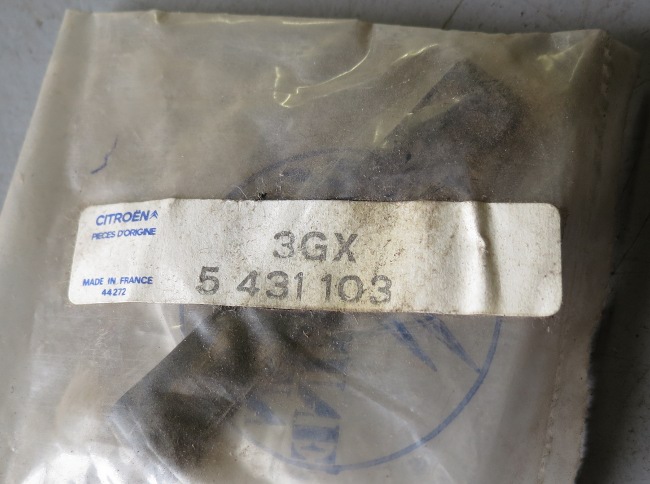 CITROËN
PIECES D'ORIGINE
3GX
5 431 103
MADE IN FRANCE
44272